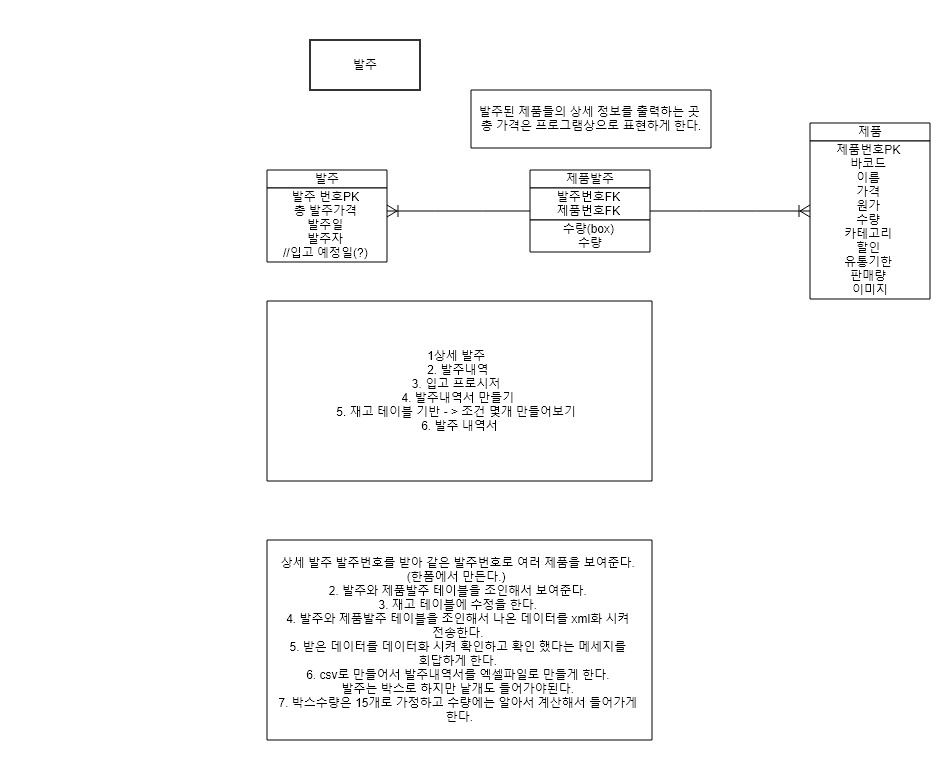 발주
발주된 제품들의 상세 정보를 출력하는 곳
총 가격은 프로그램상으로 표현하게 한다.
발주
발주 번호PK
총 발주가격
발주일
발주자
//입고 예정일(?)
제품발주
발주번호FK
제품번호FK
수량(box)
수량
제품
제품번호PK
바코드
이름
가격
원가
수량
카테고리
할인
유통기한
판매량
이미지
1상세 발주
2. 발주내역
3. 입고 프로시저
4. 발주내역서 만들기
5. 재고 테이블 기반 - > 조건 몇개 만들어보기
6. 발주 내역서
상세 발주 발주번호를 받아 같은 발주번호로 여러 제품을 보여준다.
(한폼에서 만든다.)
2. 발주와 제품발주 테이블을 조인해서 보여준다.
3. 재고 테이블에 수정을 한다.
4. 발주와 제품발주 테이블을 조인해서 나온 데이터를 xml화 시켜
전송한다.
5. 받은 데이터를 데이터화 시켜 확인하고 확인 했다는 메세지를
회답하게 한다.
6. csv로 만들어서 발주내역서를 엑셀파일로 만들게 한다.
발주는 박스로 하지만 낱개도 들어가야된다.
7. 박스수량은 15개로 가정하고 수량에는 알아서 계산해서 들어가게
한다.